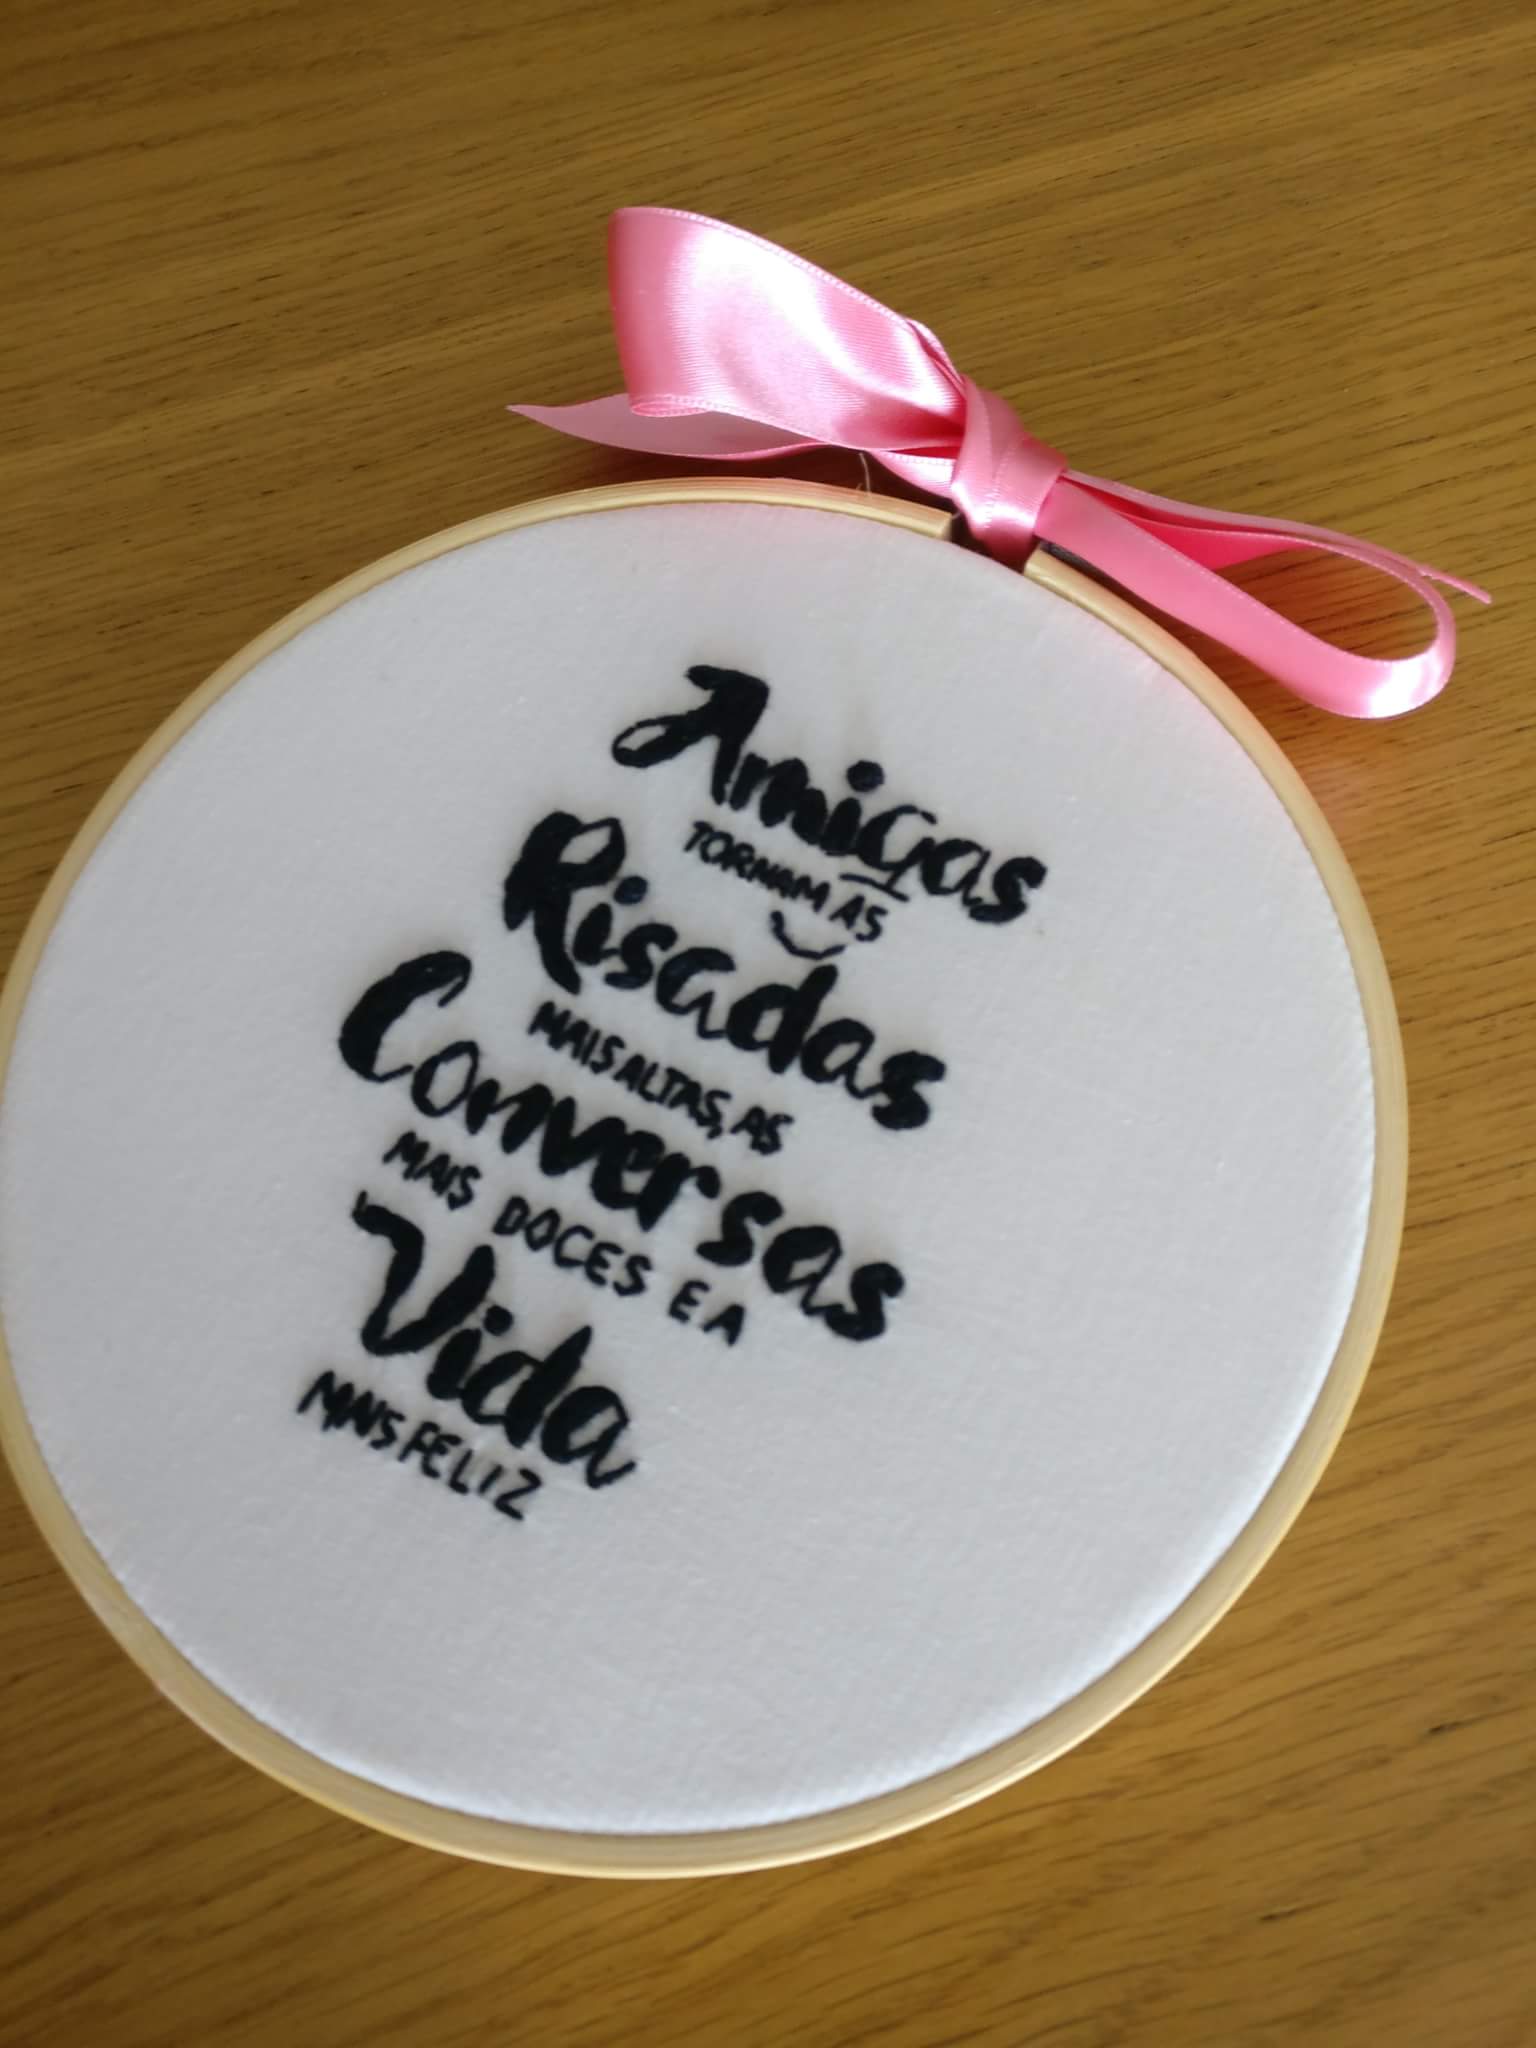 Amigas
TORNAM AS
Risadas
MAIS ALTAS, AS
Conversas
MAIS DOCES E A
Vida
MAIS FELIZ